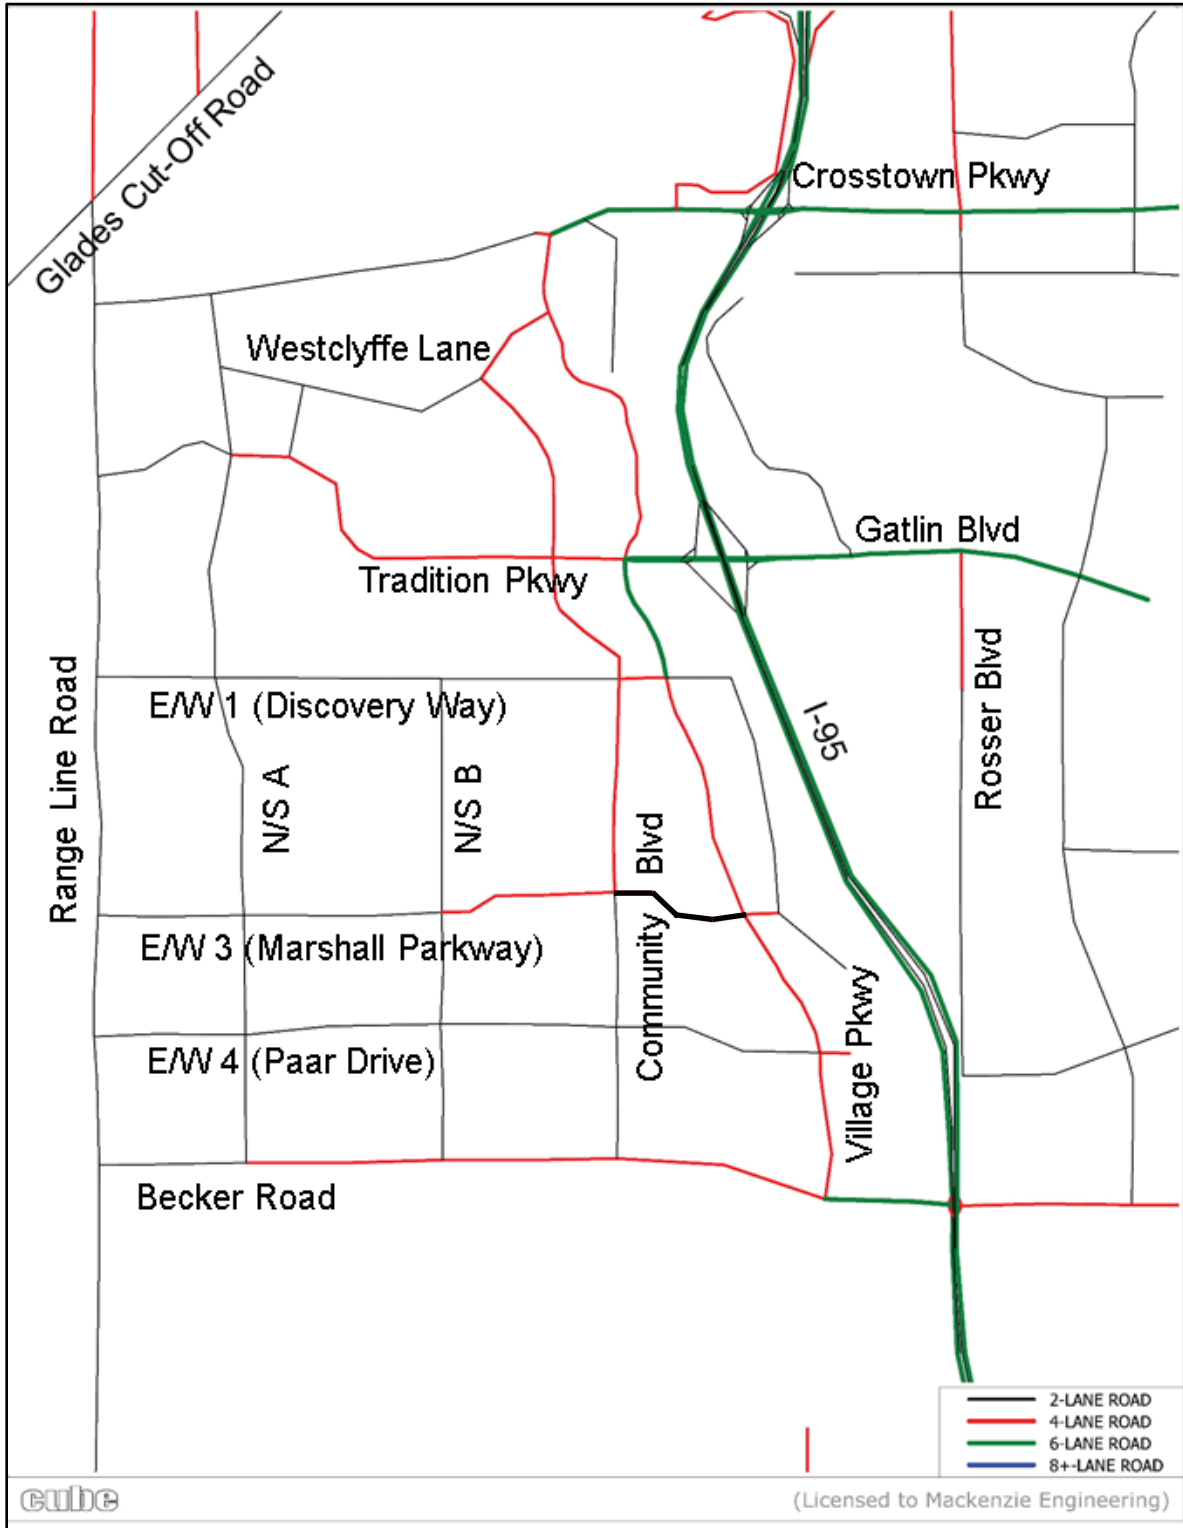 Glades Cut-Off Road
Crosstown Pkwy
Westclyffe Lane
Gatlin Blvd
Tradition Pkwy
Range Line Road
E/W 1 (Discovery Way)
N/S A
N/S B
I-95
Rosser Blvd
Community Blvd
E/W 3 (Marshall Parkway)
Village Pkwy
E/W 4 (Paar Drive)
Becker Road
2-LANE ROAD
4-LANE ROAD
6-LANE ROAD
8+-LANE ROAD
cube
(Licensed to Mackenzie Engineering)